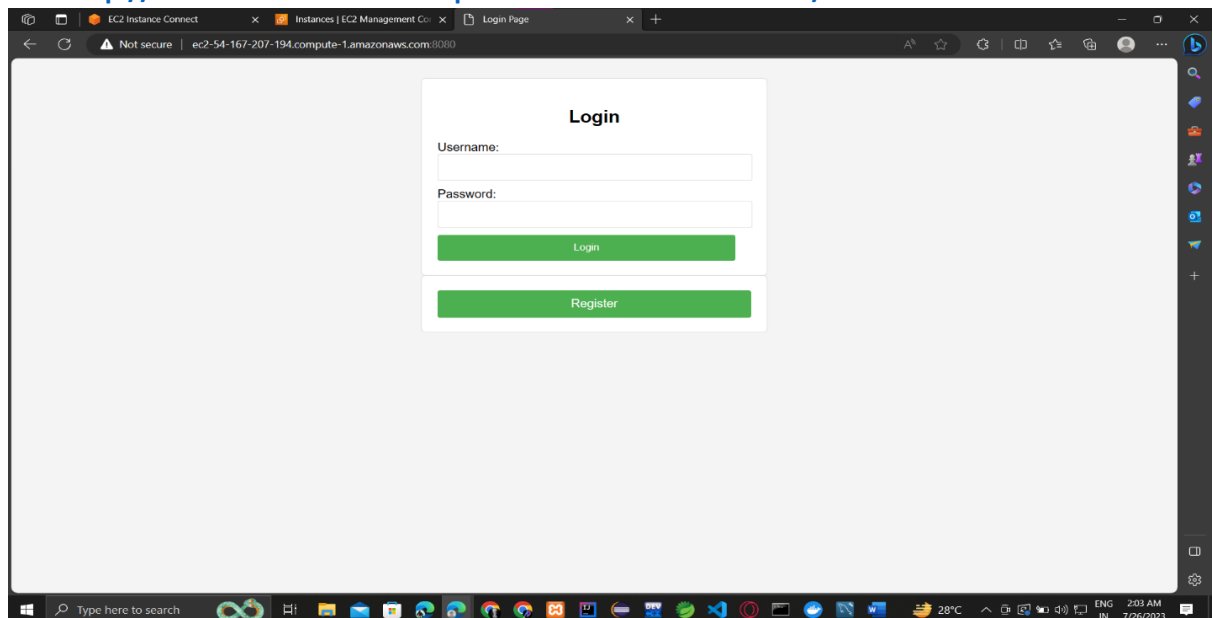 EC2 Instance Connect
Instances | EC2 Management Cor
Login Page
Not secure | ec2-54-167-207-194.compute-1.amazonaws.com:8080
Login
Username:
Password:
Login
Register
Type here to search
28°C
ENG
IN
2:03 AM
7/26/2023